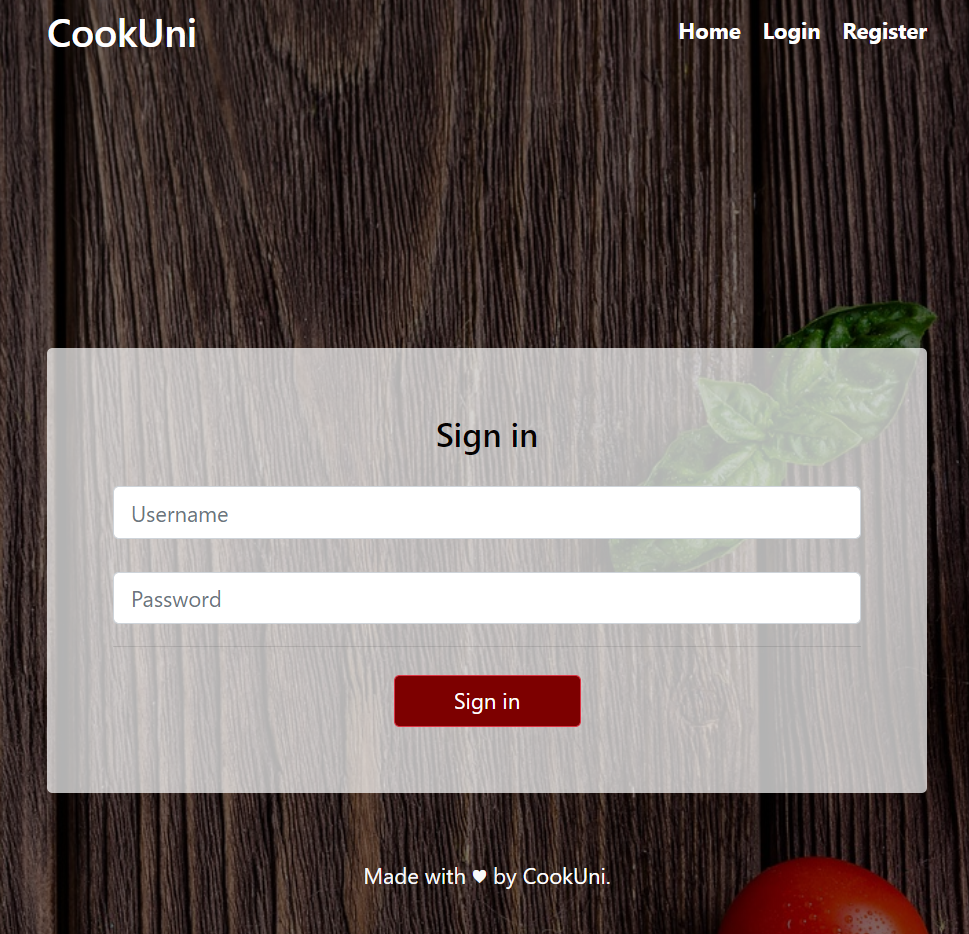 CookUni
Home Login Register
Sign in
Username
Password
Sign in
Made with ♥ by CookUni.